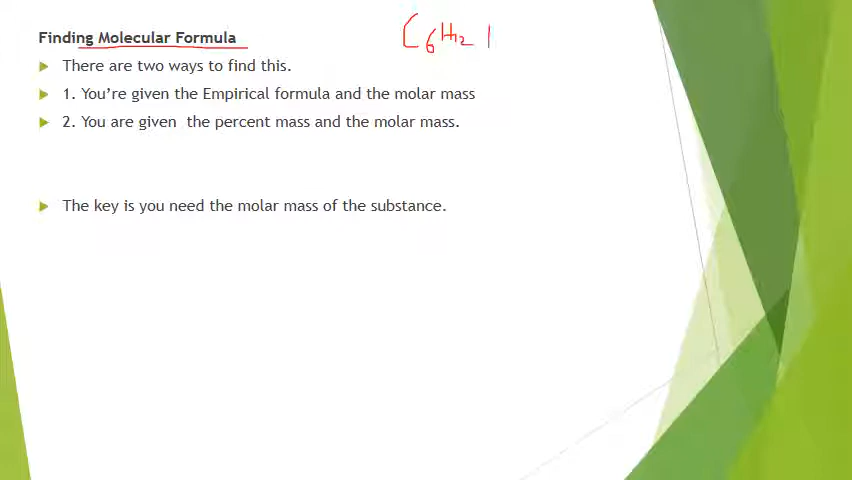 Finding Molecular Formula C6H12
There are two ways to find this.
1. You're given the Empirical formula and the molar mass
2. You are given the percent mass and the molar mass.
The key is you need the molar mass of the substance.